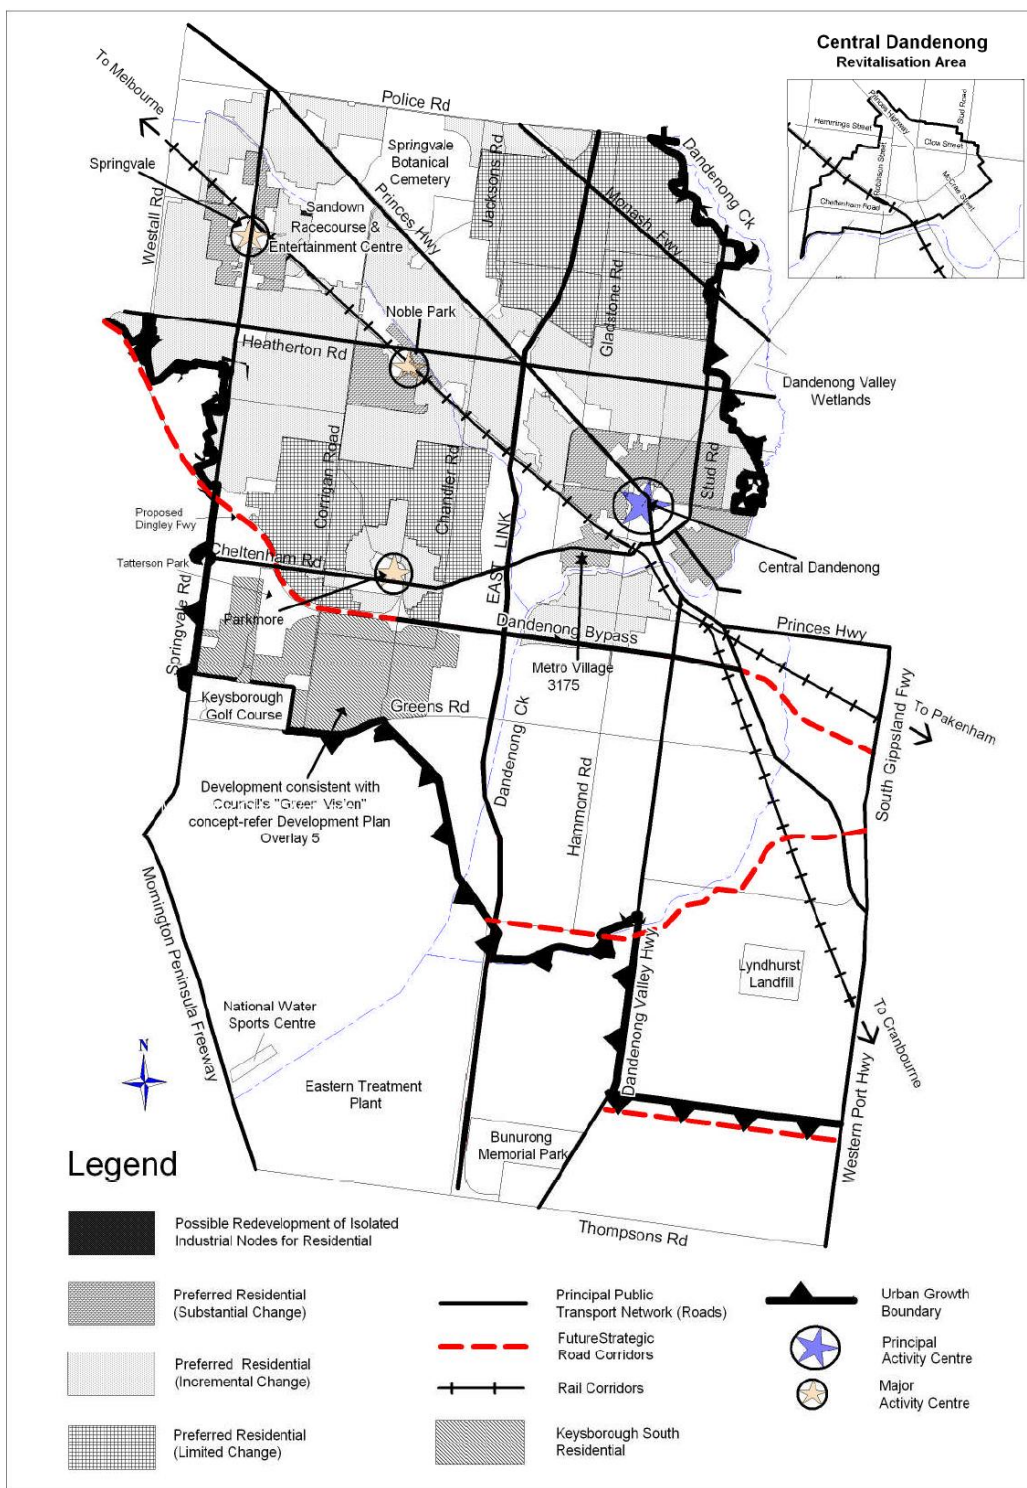 Central Dandenong
Revitalisation Area
Princes Highway
Stud Road
Hemmings Street
Clow Street
Robinson Street
McCrae Street
Cheltenham Road
To Melbourne
Police Rd
Springvale
Botanical
Cemetery
Jacksons Rd
Dandenong Ck
Springvale
Westall Rd
Sandown
Racecourse &
Entertainment Centre
Princes Hwy
Monash Fwy
Gladstone Rd
Noble Park
Heatherton Rd
Dandenong Valley
Wetlands
Corrigan Road
Chandler Rd
Stud Rd
Proposed
Dingley Fwy
EAST LINK
Cheltenham Rd
Tatterson Park
Central Dandenong
Springvale Rd
Parkmore
Dandenong Bypass
Princes Hwy
Metro Village
3175
Keysborough
Golf Course
Greens Rd
Dandenong Ck
South Gippsland Fwy
To Pakenham
Hammond Rd
Development consistent with
Council's "Green Vision"
concept-refer Development Plan
Overlay 5
Mornington Peninsula Freeway
Dandenong Valley Hwy
Lyndhurst
Landfill
National Water
Sports Centre
To Cranbourne
N
Eastern Treatment
Plant
Western Port Hwy
Bunurong
Memorial Park
Thompsons Rd
Legend
Possible Redevelopment of Isolated
Industrial Nodes for Residential
Preferred Residential
(Substantial Change)
Preferred Residential
(Incremental Change)
Preferred Residential
(Limited Change)
Principal Public
Transport Network (Roads)
FutureStrategic
Road Corridors
Rail Corridors
Keysborough South
Residential
Urban Growth
Boundary
Principal
Activity Centre
Major
Activity Centre